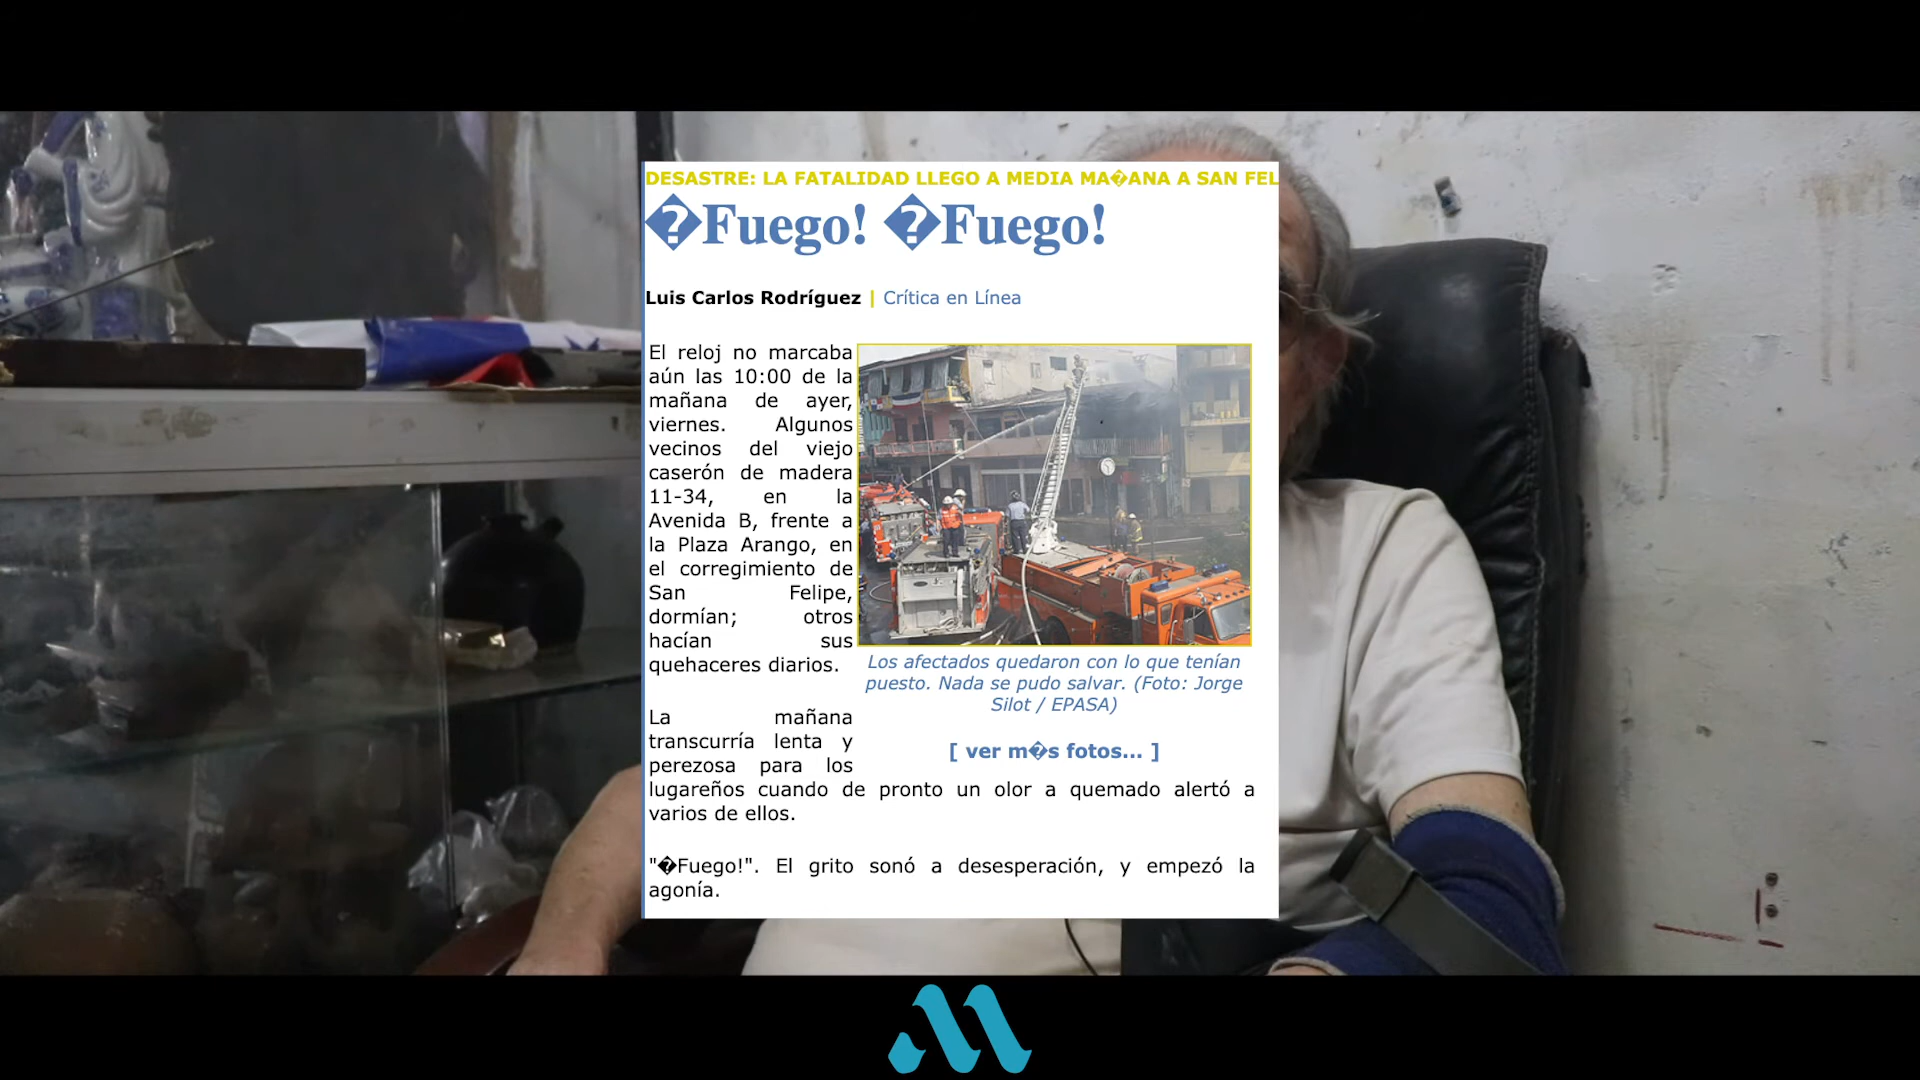 DESASTRE: LA FATALIDAD LLEGO A MEDIA MA�ANA A SAN FEL
�Fuego! �Fuego!
Luis Carlos Rodríguez | Crítica en Línea
El reloj no marcaba
aún las 10:00 de la
mañana de ayer,
viernes. Algunos
vecinos del viejo
caserón de madera
11-34, en la
Avenida B, frente a
la Plaza Arango, en
el corregimiento de
San Felipe,
dormían; otros
hacían sus
quehaceres diarios.
Los afectados quedaron con lo que tenían
puesto. Nada se pudo salvar. (Foto: Jorge
Silot / EPASA)
[ ver m�s fotos... ]
La mañana
transcurría lenta y
perezosa para los
lugareños cuando de pronto un olor a quemado alertó a
varios de ellos.
"�Fuego!". El grito sonó a desesperación, y empezó la
agonía.